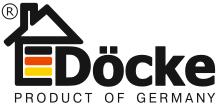 ®
Döcke
PRODUCT OF GERMANY